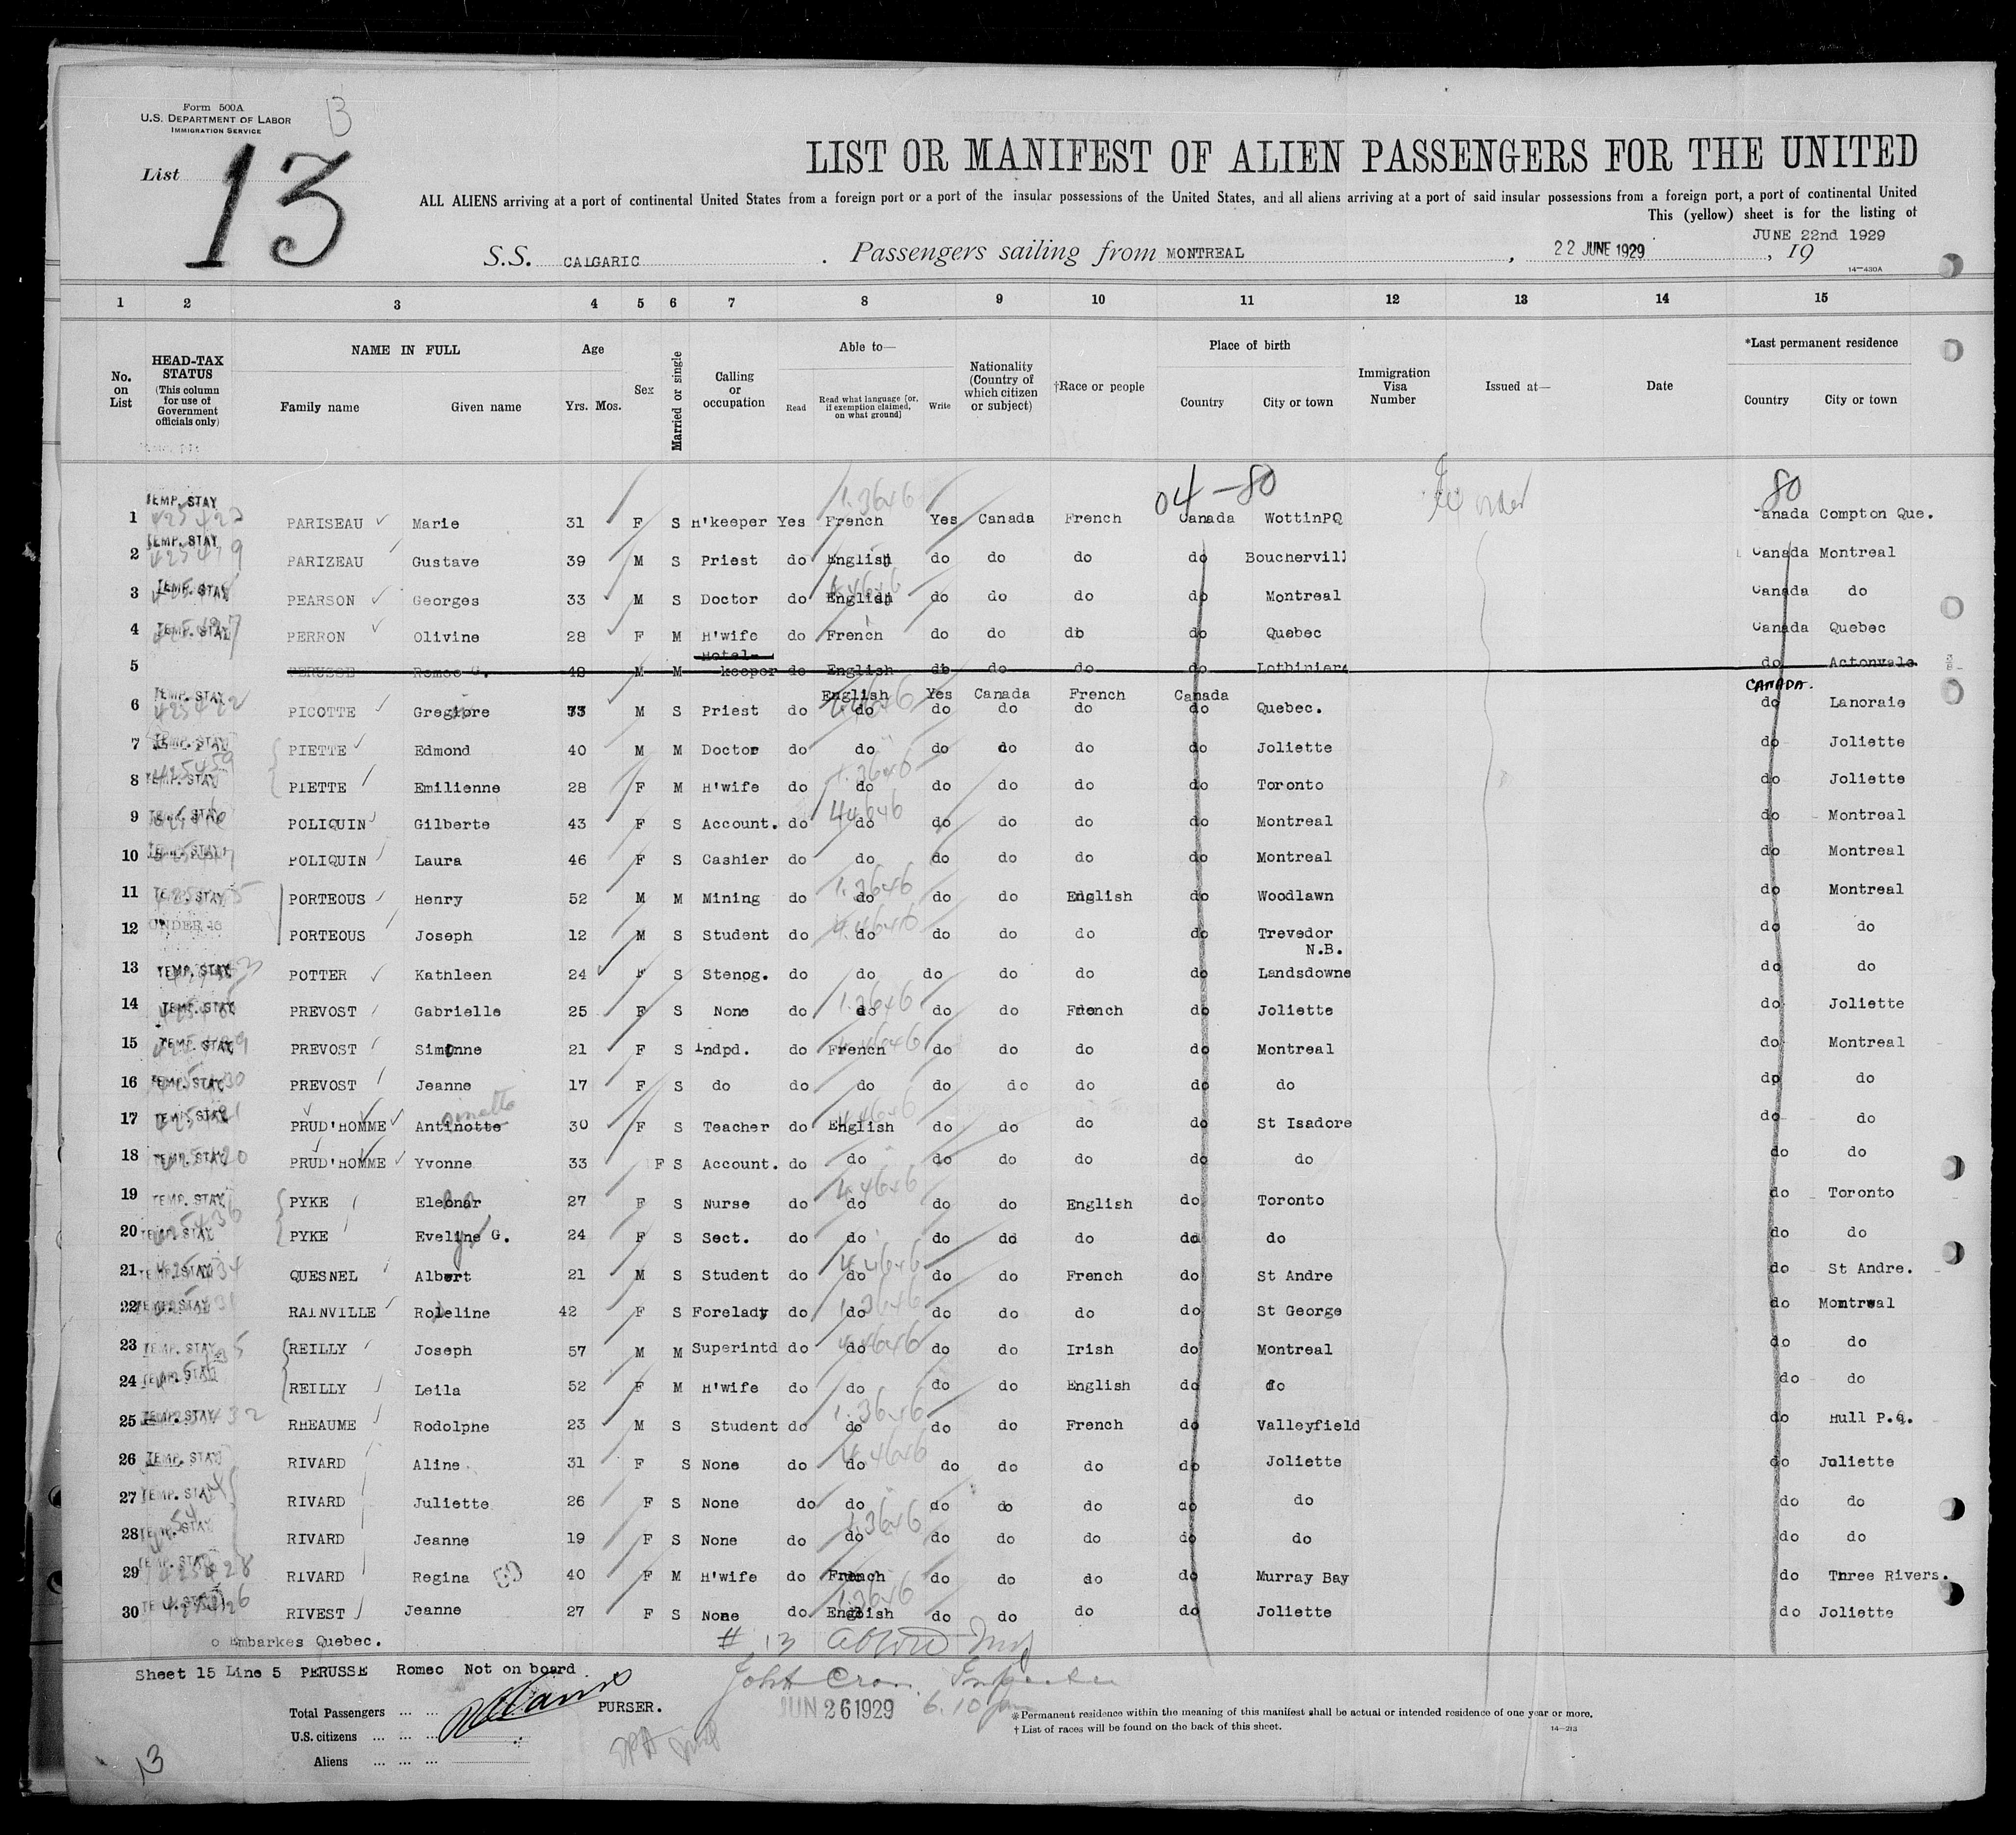 Form 500A
U.S. DEPARTMENT OF LABOR
IMMIGRATION SERVICE
B
List 13
LIST OR MANIFEST OF ALIEN PASSENGERS FOR THE UNITED
ALL ALIENS arriving at a port of continental United States from a foreign port or a port of the insular possessions of the United States, and all aliens arriving at a port of said insular possessions from a foreign port, a port of continental United
This (yellow) sheet is for the listing of
JUNE 22nd 1929
S.S. CALGARIC . Passengers sailing from MONTREAL , 22 JUNE 1929 , 19
14—430A
1 2 3 4 5 6 7 8 9 10 11 12 13 14 15
No. on List HEAD-TAX STATUS (This column for use of Government officials only) NAME IN FULL Family name Given name Age Yrs. Mos. Sex Married or single Calling or occupation Able to— Read Read what language [or, if exemption claimed, on what ground] Write Nationality (Country of which citizen or subject) †Race or people Place of birth Country City or town Immigration Visa Number Issued at— Date *Last permanent residence Country City or town
04-80 80
1 TEMP. STAY PARISEAU Marie 31 F S H'keeper Yes French Yes Canada French Canada WottinPQ Canada Compton Que.
2 TEMP. STAY PARIZEAU Gustave 39 M S Priest do English do do do do Bouchervill Canada Montreal
3 TEMP. STAY PEARSON Georges 33 M S Doctor do English do do do do Montreal Canada do
4 TEMP. STAY PERRON Olivine 28 F M H'wife do French do do do do Quebec Canada Quebec
5 PERUSSE Romeo G. 48 M M Hotel-keeper do English do do do do Lotbiniere do Actonvale
English Yes Canada French Canada CANADA.
6 TEMP. STAY PICOTTE Gregiore 33 M S Priest do do do do do do Quebec. do Lanoraie
7 TEMP. STAY PIETTE Edmond 40 M M Doctor do do do do do do Joliette do Joliette
8 TEMP. STAY PIETTE Emilienne 28 F M H'wife do do do do do do Toronto do Joliette
9 TEMP. STAY POLIQUIN Gilberte 43 F S Account. do do do do do do Montreal do Montreal
10 TEMP. STAY POLIQUIN Laura 46 F S Cashier do do do do do do Montreal do Montreal
11 TEMP. STAY PORTEOUS Henry 52 M M Mining do do do do English do Woodlawn do Montreal
12 UNDER 16 PORTEOUS Joseph 12 M S Student do do do do do do Trevedor do do
N.B.
13 TEMP. STAY POTTER Kathleen 24 F S Stenog. do do do do do do Landsdowne do do
14 TEMP. STAY PREVOST Gabrielle 25 F S None do do do do French do Joliette do Joliette
15 TEMP. STAY PREVOST Simonne 21 F S Indpd. do French do do do do Montreal do Montreal
16 TEMP. STAY PREVOST Jeanne 17 F S do do do do do do do do do do
17 TEMP. STAY PRUD'HOMME Antinotte 30 F S Teacher do English do do do do St Isadore do do
18 TEMP. STAY PRUD'HOMME Yvonne 33 F S Account. do do do do do do do do do
19 TEMP. STAY PYKE Eleonar 27 F S Nurse do do do do English do Toronto do Toronto
20 TEMP. STAY PYKE Eveline G. 24 F S Sect. do do do do do do do do do
21 TEMP. STAY QUESNEL Albert 21 M S Student do do do do French do St Andre do St Andre.
22 TEMP. STAY RAINVILLE Roseline 42 F S Forelady do do do do do do St George do Montreal
23 TEMP. STAY REILLY Joseph 57 M M Superintd do do do do Irish do Montreal do do
24 TEMP. STAY REILLY Leila 52 F M H'wife do do do do English do do do do
25 TEMP. STAY RHEAUME Rodolphe 23 M S Student do do do do French do Valleyfield do Hull P.Q.
26 TEMP. STAY RIVARD Aline 31 F S None do do do do do do Joliette do Joliette
27 TEMP. STAY RIVARD Juliette 26 F S None do do do do do do do do do
28 TEMP. STAY RIVARD Jeanne 19 F S None do do do do do do do do do
29 TEMP. STAY RIVARD Regina 40 F M H'wife do French do do do do Murray Bay do Three Rivers.
30 TEMP. STAY RIVEST Jeanne 27 F S None do English do do do do Joliette do Joliette
o Embarkes Quebec. # 13
Sheet 15 Line 5 PERUSSE Romeo Not on board
PURSER.
JUN 26 1929 6.10 pm
Total Passengers
U.S. citizens
Aliens
*Permanent residence within the meaning of this manifest shall be actual or intended residence of one year or more.
† List of races will be found on the back of this sheet. 14—213
13